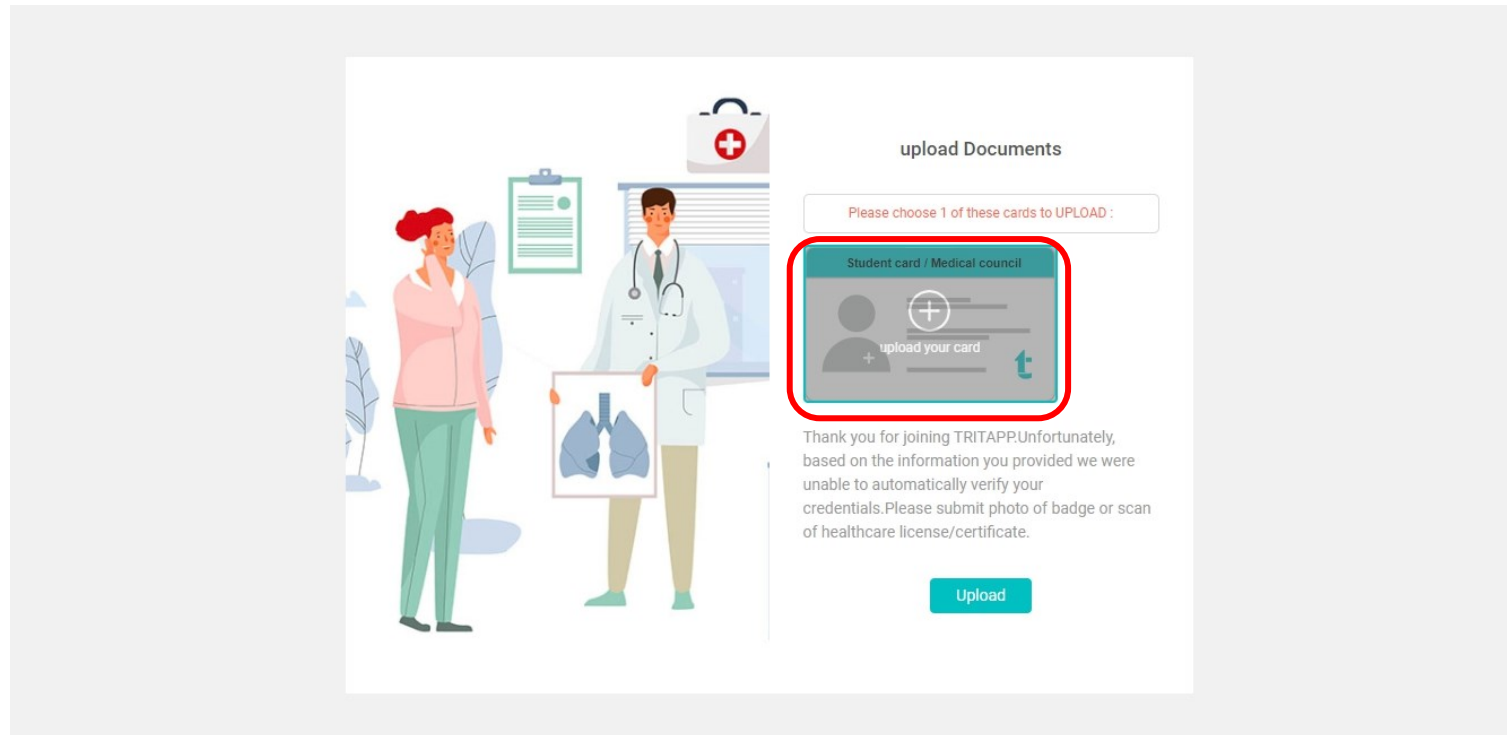 upload Documents
Please choose 1 of these cards to UPLOAD :
Student card / Medical council
upload your card
t
Thank you for joining TRITAPP.Unfortunately,
based on the information you provided we were
unable to automatically verify your
credentials.Please submit photo of badge or scan
of healthcare license/certificate.
Upload